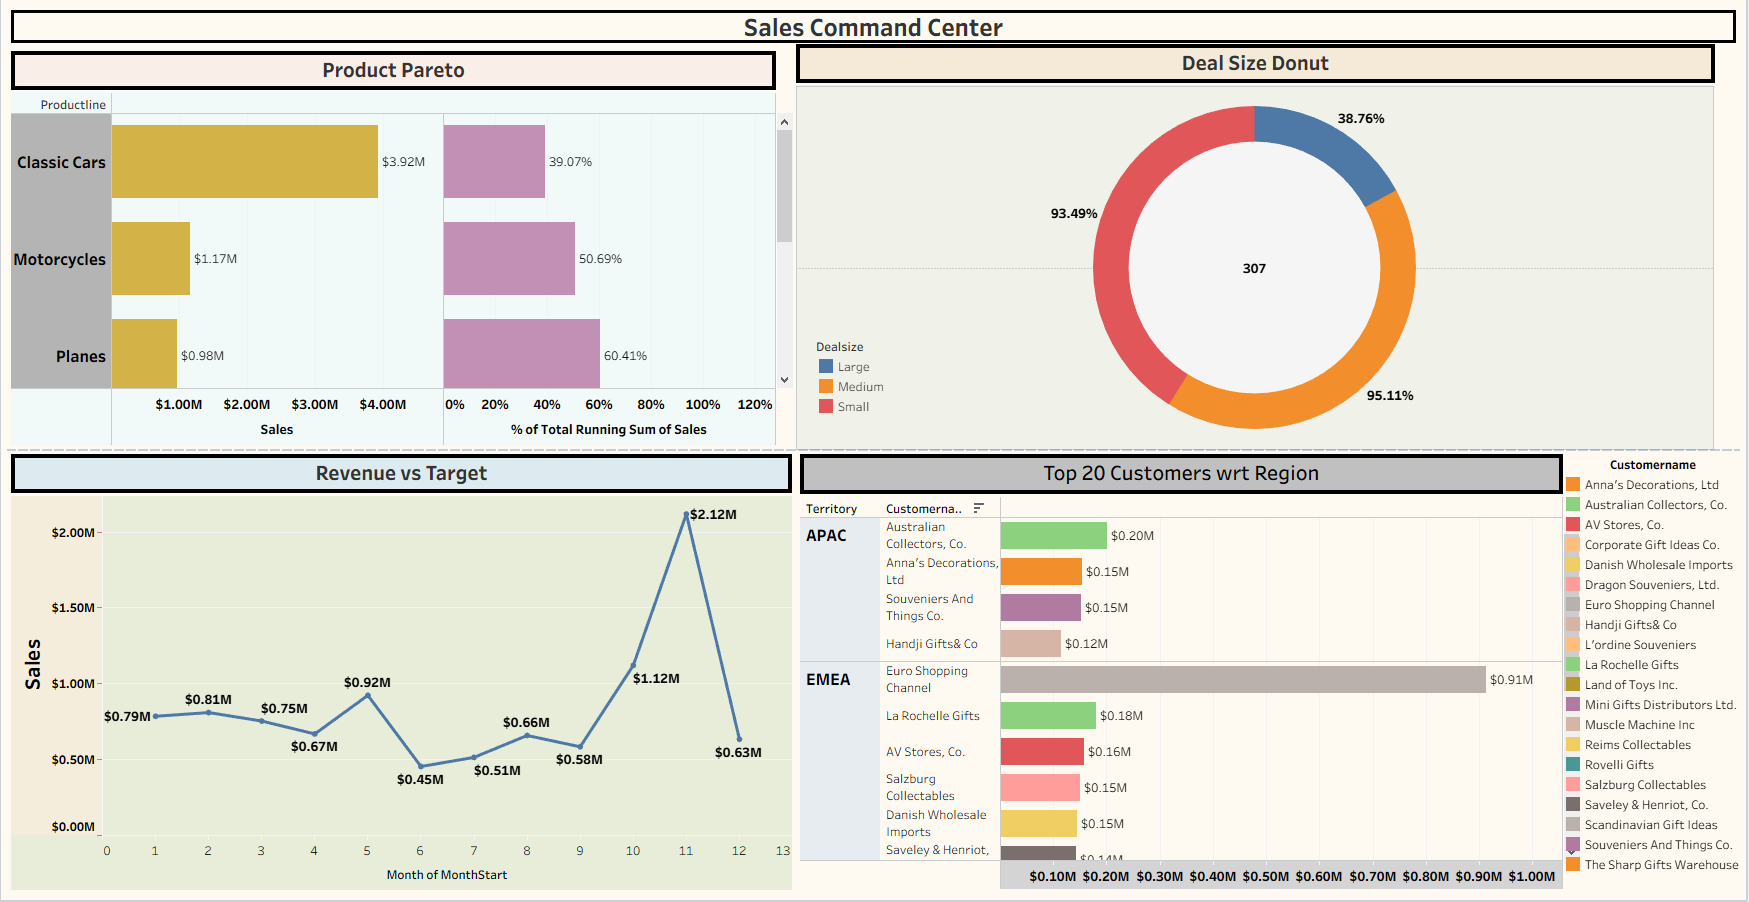 Sales Command Center
Product Pareto
Productline
Classic Cars
$3.92M
39.07%
Motorcycles
$1.17M
50.69%
Planes
$0.98M
60.41%
$1.00M $2.00M $3.00M $4.00M
0% 20% 40% 60% 80% 100% 120%
Sales
% of Total Running Sum of Sales
Deal Size Donut
38.76%
93.49%
307
95.11%
Dealsize
Large
Medium
Small
Revenue vs Target
Sales
$2.00M
$1.50M
$1.00M
$0.50M
$0.00M
$0.79M
$0.81M
$0.75M
$0.67M
$0.92M
$0.45M
$0.51M
$0.66M
$0.58M
$1.12M
$2.12M
$0.63M
0 1 2 3 4 5 6 7 8 9 10 11 12 13
Month of MonthStart
Top 20 Customers wrt Region
Territory
Customerna..
APAC
Australian
Collectors, Co.
$0.20M
Anna's Decorations,
Ltd
$0.15M
Souveniers And
Things Co.
$0.15M
Handji Gifts& Co
$0.12M
EMEA
Euro Shopping
Channel
$0.91M
La Rochelle Gifts
$0.18M
AV Stores, Co.
$0.16M
Salzburg
Collectables
$0.15M
Danish Wholesale
Imports
$0.15M
Saveley & Henriot,
$0.14M
$0.10M $0.20M $0.30M $0.40M $0.50M $0.60M $0.70M $0.80M $0.90M $1.00M
Customername
Anna's Decorations, Ltd
Australian Collectors, Co.
AV Stores, Co.
Corporate Gift Ideas Co.
Danish Wholesale Imports
Dragon Souveniers, Ltd.
Euro Shopping Channel
Handji Gifts& Co
L'ordine Souveniers
La Rochelle Gifts
Land of Toys Inc.
Mini Gifts Distributors Ltd.
Muscle Machine Inc
Reims Collectables
Rovelli Gifts
Salzburg Collectables
Saveley & Henriot, Co.
Scandinavian Gift Ideas
Souveniers And Things Co.
The Sharp Gifts Warehouse